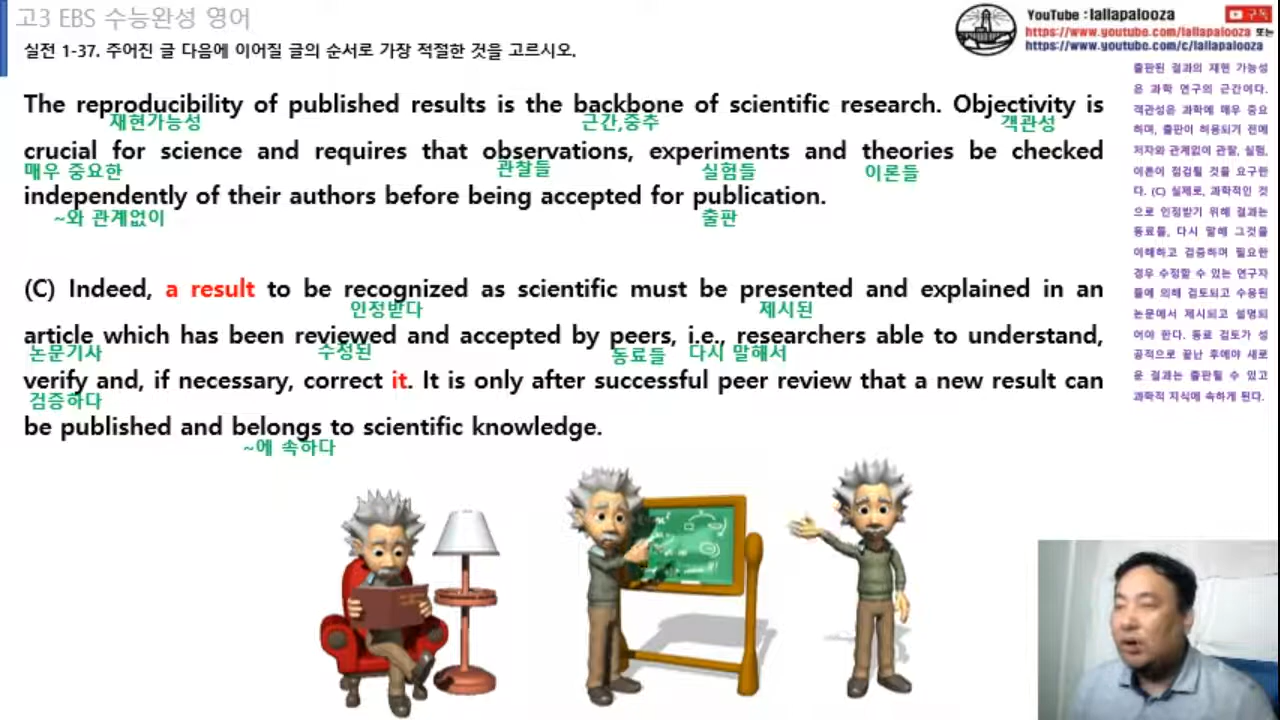 고3 EBS 수능완성 영어
실전 1-37. 주어진 글 다음에 이어질 글의 순서로 가장 적절한 것을 고르시오.
YouTube : lallapalooza
구독
https://www.youtube.com/lallapalooza 또는
https://www.youtube.com/c/lallapalooza
The reproducibility of published results is the backbone of scientific research. Objectivity is
재현가능성 근간,중추 객관성
crucial for science and requires that observations, experiments and theories be checked
매우 중요한 관찰들 실험들 이론들
independently of their authors before being accepted for publication.
~와 관계없이 출판
(C) Indeed, a result to be recognized as scientific must be presented and explained in an
인정받다 제시된
article which has been reviewed and accepted by peers, i.e., researchers able to understand,
논문기사 수정된 동료들 다시 말해서
verify and, if necessary, correct it. It is only after successful peer review that a new result can
검증하다
be published and belongs to scientific knowledge.
~에 속하다
출판된 결과의 재현 가능성
은 과학 연구의 근간이다.
객관성은 과학에 매우 중요
하며, 출판이 허용되기 전에
저자와 관계없이 관찰, 실험,
이론이 점검될 것을 요구한
다. (C) 실제로, 과학적인 것
으로 인정받기 위해 결과는
동료들, 다시 말해 그것을
이해하고 검증하며 필요한
경우 수정할 수 있는 연구자
들에 의해 검토되고 수용된
논문에서 제시되고 설명되
어야 한다. 동료 검토가 성
공적으로 끝난 후에야 새로
운 결과는 출판될 수 있고
과학적 지식에 속하게 된다.